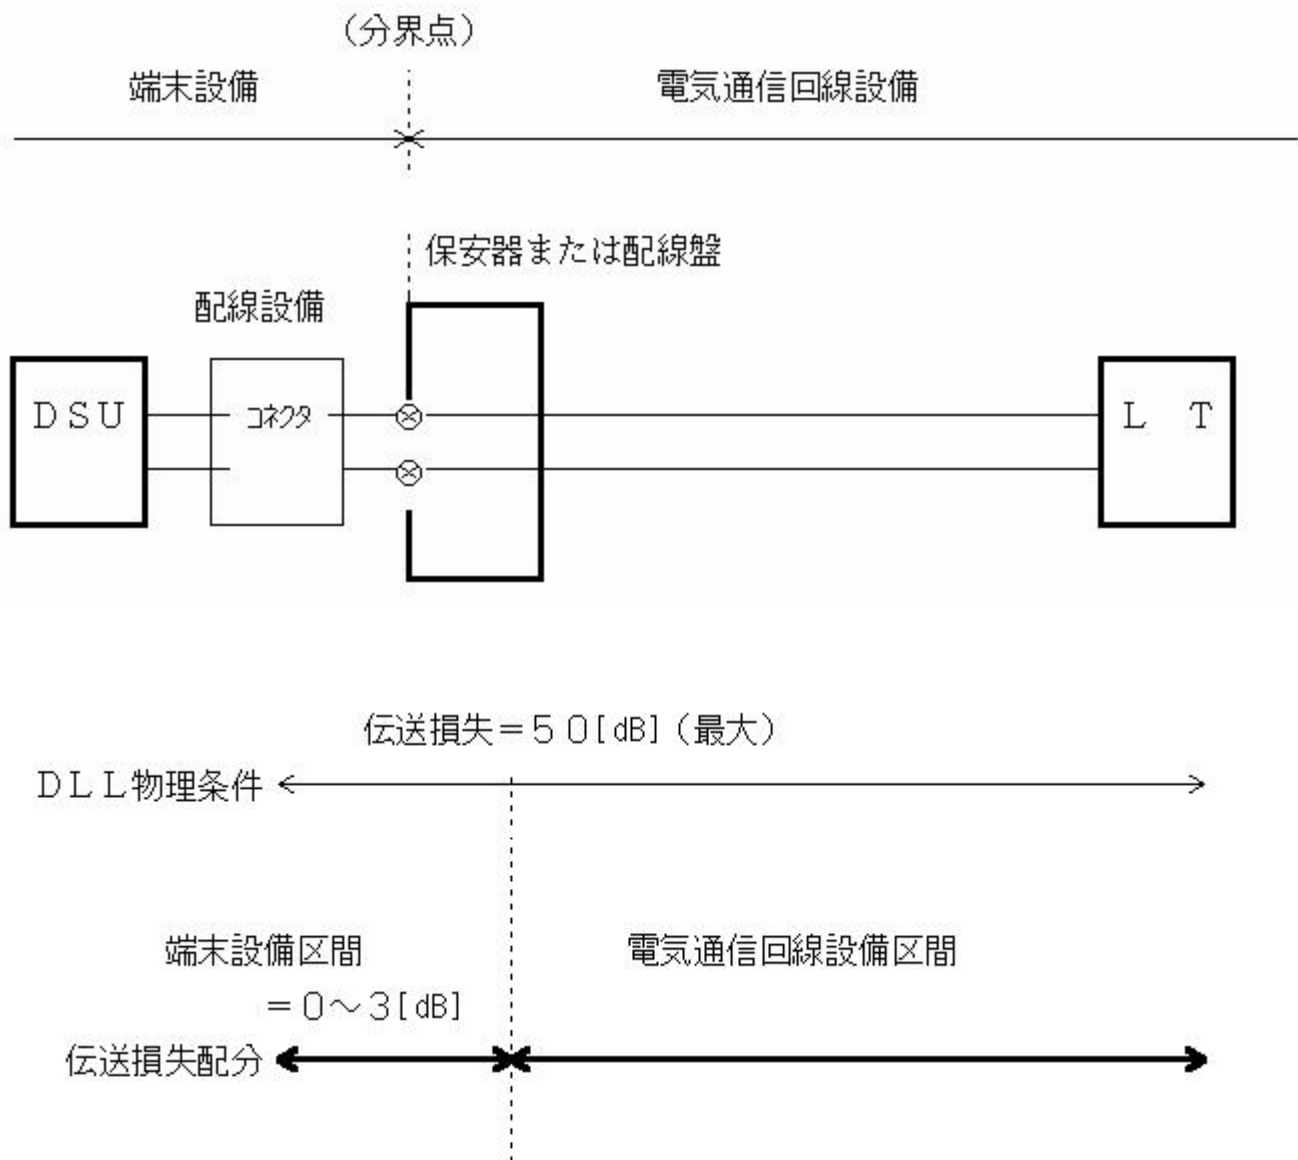 （分界点）
端末設備
電気通信回線設備
保安器または配線盤
配線設備
ＤＳＵ
コネクタ
Ｌ　Ｔ
伝送損失＝５０[dB]（最大）
ＤＬＬ物理条件
端末設備区間
電気通信回線設備区間
＝０～３[dB]
伝送損失配分